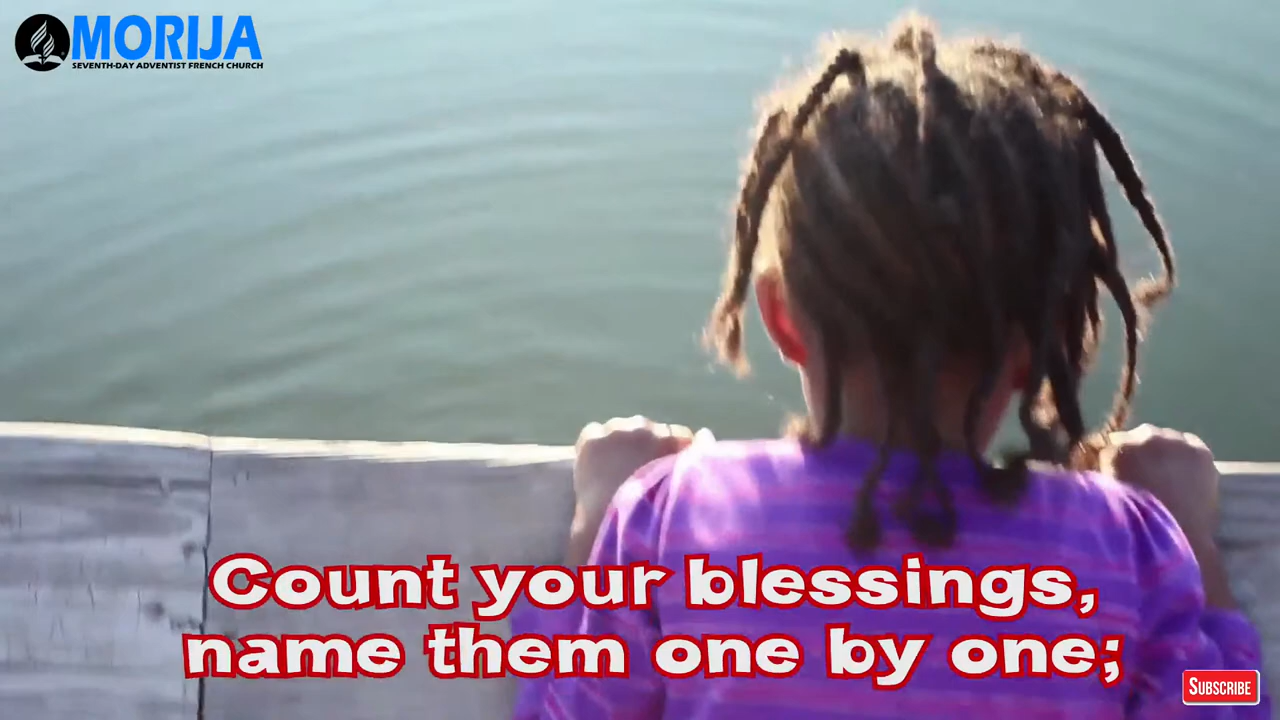 MORIJA
SEVENTH-DAY ADVENTIST FRENCH CHURCH
Count your blessings,
name them one by one;
SUBSCRIBE